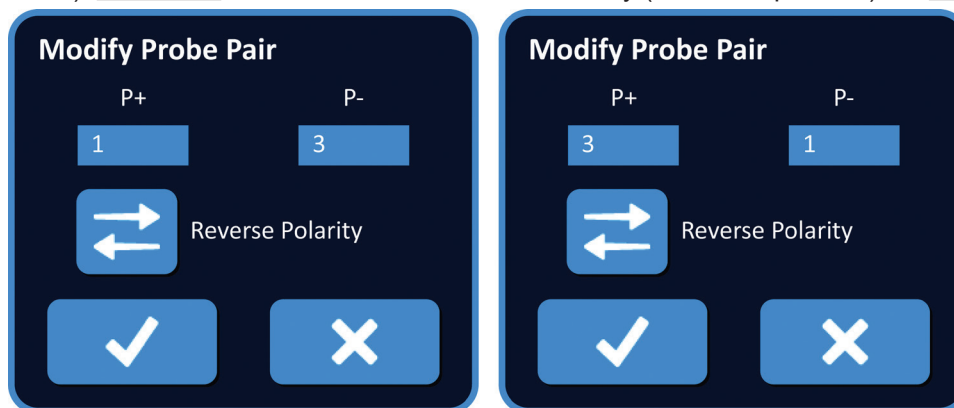 Modify Probe Pair
P+ P-
1 3
Reverse Polarity
Modify Probe Pair
P+ P-
3 1
Reverse Polarity